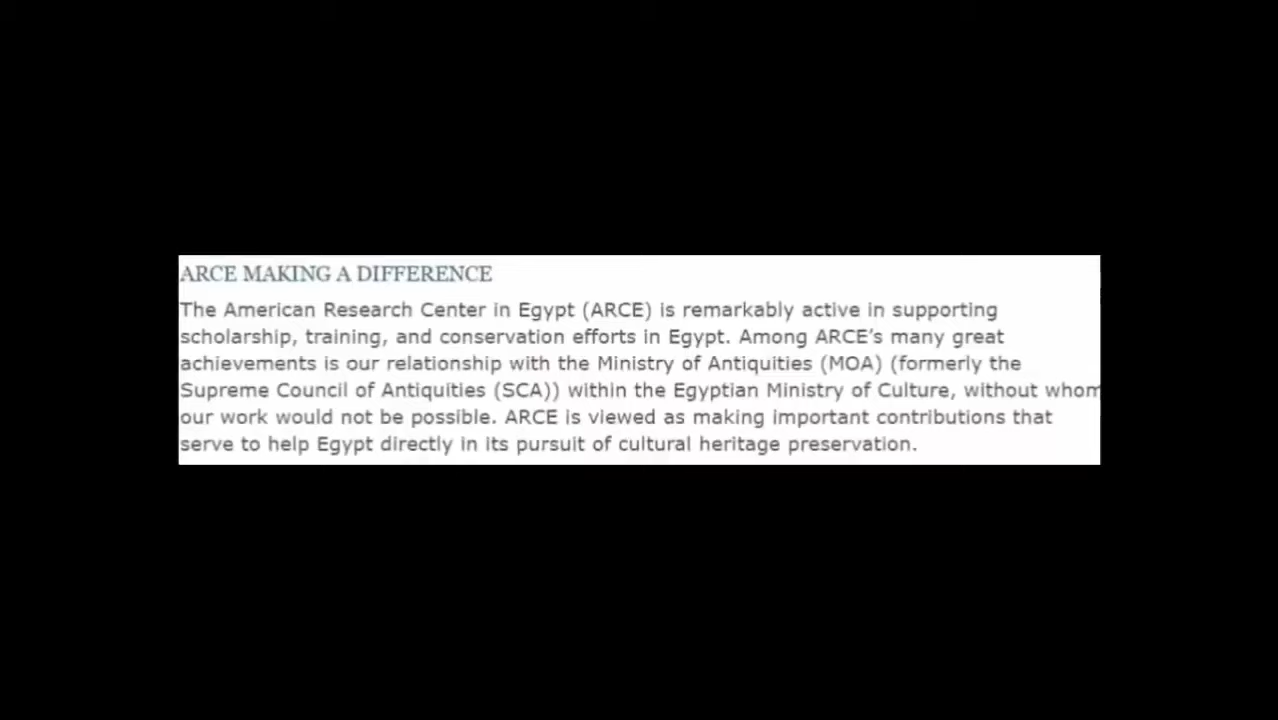 ARCE MAKING A DIFFERENCE
The American Research Center in Egypt (ARCE) is remarkably active in supporting
scholarship, training, and conservation efforts in Egypt. Among ARCE’s many great
achievements is our relationship with the Ministry of Antiquities (MOA) (formerly the
Supreme Council of Antiquities (SCA)) within the Egyptian Ministry of Culture, without whom
our work would not be possible. ARCE is viewed as making important contributions that
serve to help Egypt directly in its pursuit of cultural heritage preservation.